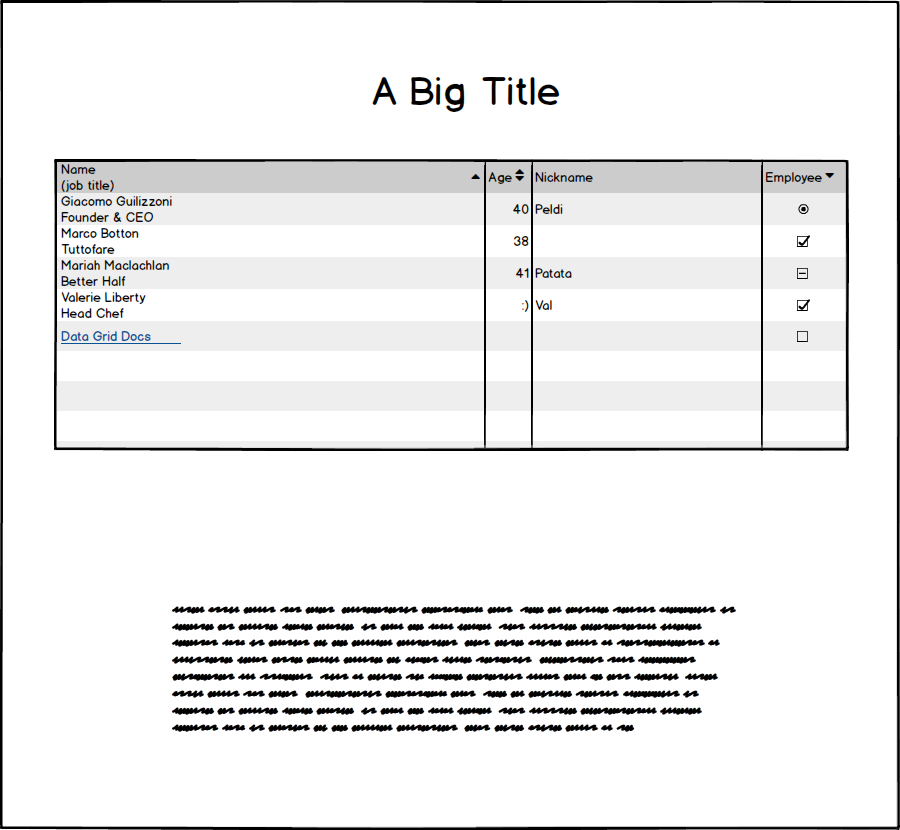 A Big Title
Name
(job title)
Age
Nickname
Employee
Giacomo Guilizzoni
Founder & CEO
40
Peldi
Marco Botton
Tuttofare
38
Mariah Maclachlan
Better Half
41
Patata
Valerie Liberty
Head Chef
:)
Val
Data Grid Docs